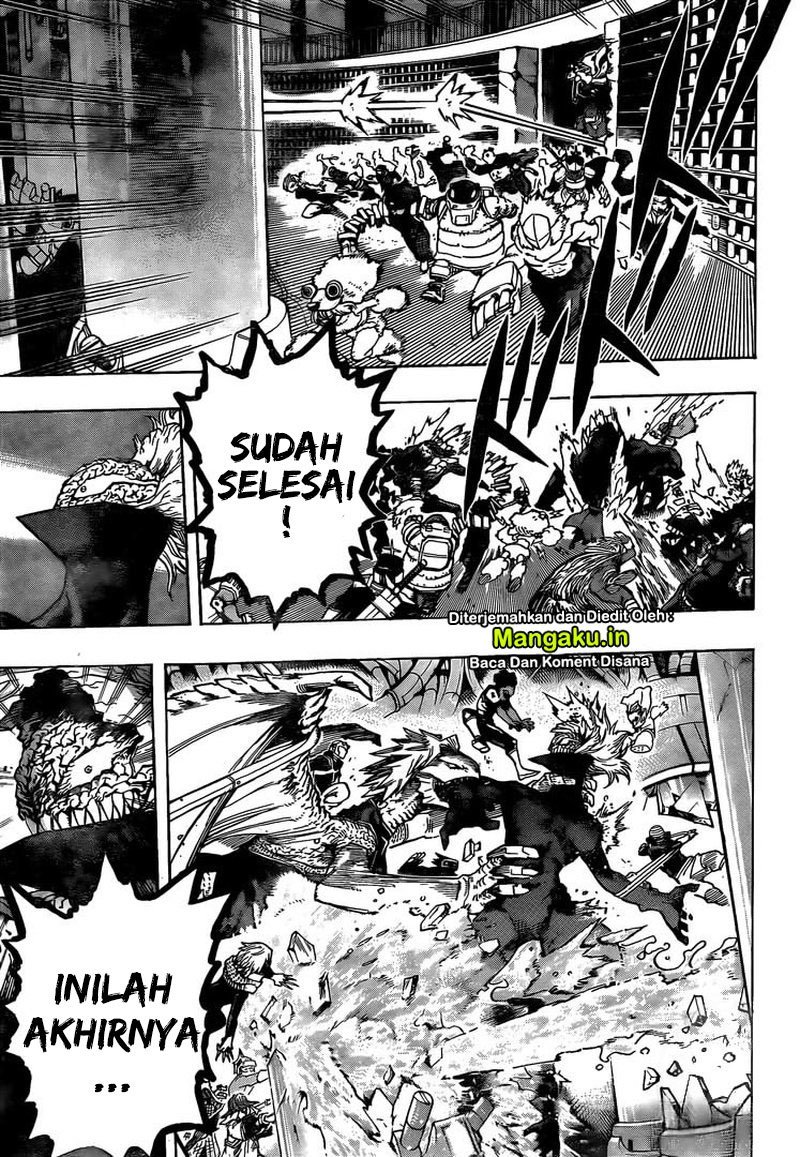 SUDAH
SELESAI
!
Diterjemahkan dan Diedit Oleh :
Mangaku.in
Baca Dan Koment Disana
INILAH
AKHIRNYA
...